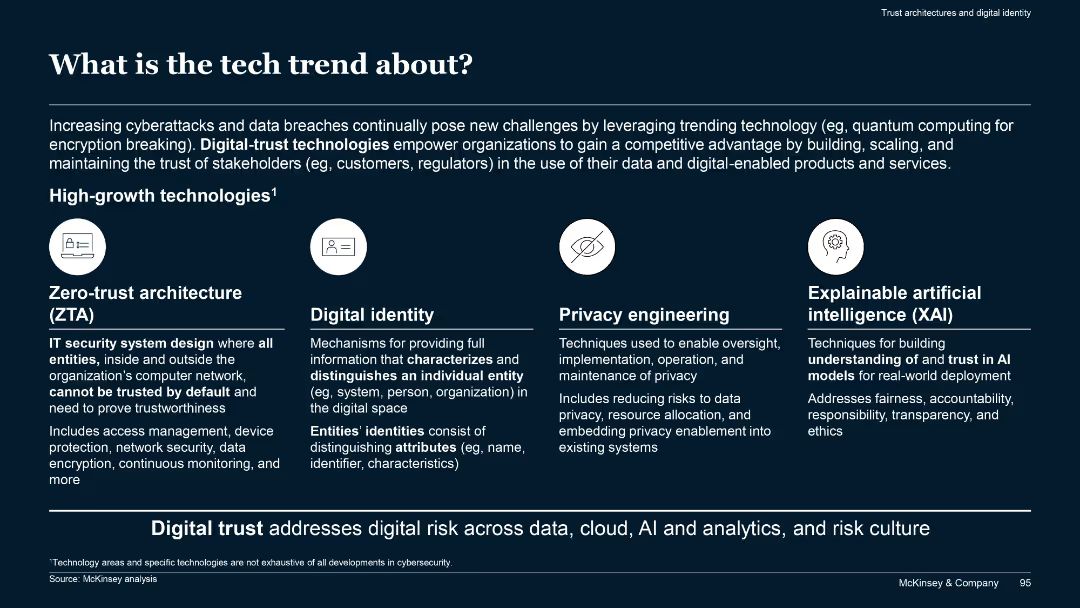 Trust architectures and digital identity
What is the tech trend about?
Increasing cyberattacks and data breaches continually pose new challenges by leveraging trending technology (eg, quantum computing for
encryption breaking). Digital-trust technologies empower organizations to gain a competitive advantage by building, scaling, and
maintaining the trust of stakeholders (eg, customers, regulators) in the use of their data and digital-enabled products and services.
High-growth technologies¹
Zero-trust architecture
(ZTA)
IT security system design where all
entities, inside and outside the
organization’s computer network,
cannot be trusted by default and
need to prove trustworthiness
Includes access management, device
protection, network security, data
encryption, continuous monitoring, and
more
Digital identity
Mechanisms for providing full
information that characterizes and
distinguishes an individual entity
(eg, system, person, organization) in
the digital space
Entities’ identities consist of
distinguishing attributes (eg, name,
identifier, characteristics)
Privacy engineering
Techniques used to enable oversight,
implementation, operation, and
maintenance of privacy
Includes reducing risks to data
privacy, resource allocation, and
embedding privacy enablement into
existing systems
Explainable artificial
intelligence (XAI)
Techniques for building
understanding of and trust in AI
models for real-world deployment
Addresses fairness, accountability,
responsibility, transparency, and
ethics
Digital trust addresses digital risk across data, cloud, AI and analytics, and risk culture
¹Technology areas and specific technologies are not exhaustive of all developments in cybersecurity.
Source: McKinsey analysis
McKinsey & Company 95